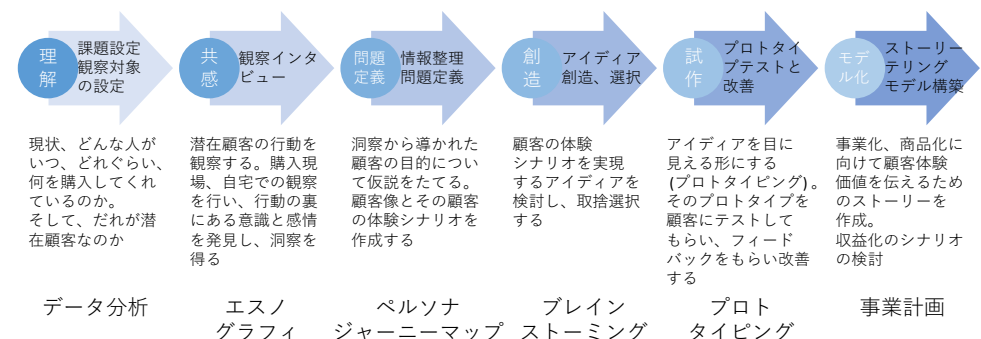 理
解
課題設定
観察対象
の設定
共
感
観察インタ
ビュー
問題
定義
情報整理
問題定義
創
造
アイディア
創造、選択
試
作
プロトタイ
プテストと
改善
モデ
ル化
ストーリー
テリング
モデル構築
現状、どんな人が
いつ、どれぐらい、
何を購入してくれ
ているのか。
そして、だれが潜
在顧客なのか
潜在顧客の行動を
観察する。購入現
場、自宅での観察
を行い、行動の裏
にある意識と感情
を発見し、洞察を
得る
洞察から導かれた
顧客の目的につい
て仮説をたてる。
顧客像とその顧客
の体験シナリオを
作成する
顧客の体験
シナリオを実現
するアイディアを
検討し、取捨選択
する
アイディアを目に
見える形にする
(プロトタイピング)。
そのプロトタイプを
顧客にテストして
もらい、フィード
バックをもらい改善
する
事業化、商品化に
向けて顧客体験
価値を伝えるため
のストーリーを
作成。
収益化のシナリオ
の検討
データ分析
エスノ
グラフィ
ペルソナ
ジャーニーマップ
ブレイン
ストーミング
プロト
タイピング
事業計画